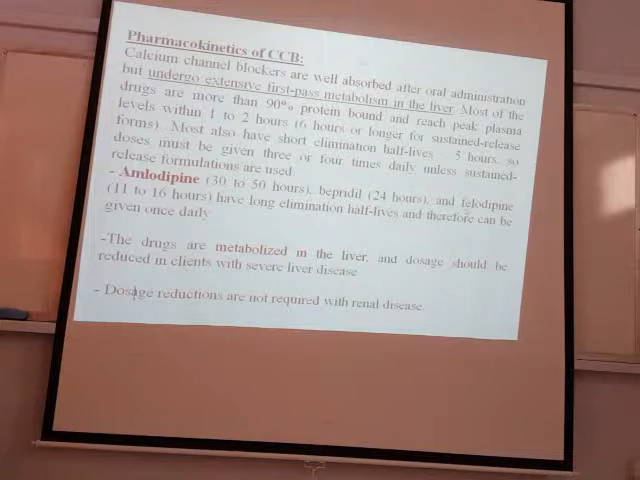 Pharmacokinetics of CCB:
Calcium channel blockers are well absorbed after oral administration
but undergo extensive first-pass metabolism in the liver. Most of the
drugs are more than 90% protein bound and reach peak plasma
levels within 1 to 2 hours (6 hours or longer for sustained-release
forms). Most also have short elimination half-lives 5 hours, so
doses must be given three or four times daily unless sustained-
release formulations are used.
- Amlodipine (30 to 50 hours), bepridil (24 hours), and felodipine
(11 to 16 hours) have long elimination half-lives and therefore can be
given once daily
-The drugs are metabolized in the liver, and dosage should be
reduced in clients with severe liver disease.
- Dosage reductions are not required with renal disease.